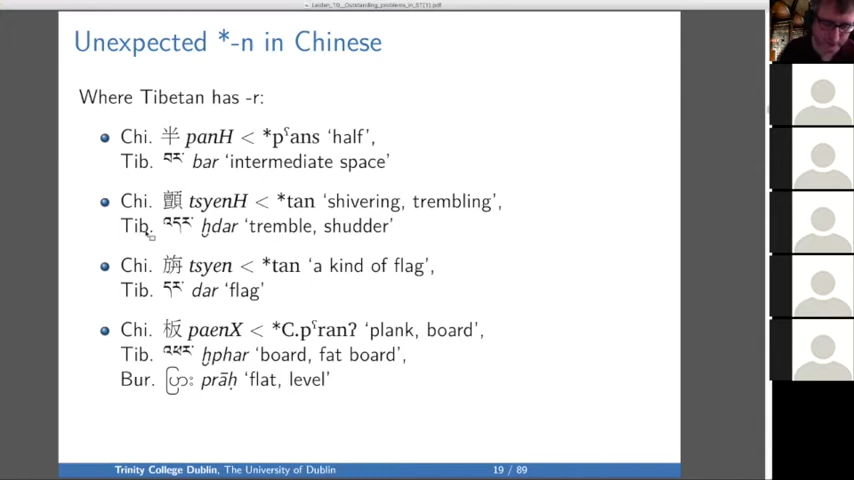 Leiden_19__Outstanding_problems_in_ST(1).pdf
Unexpected *-n in Chinese
Where Tibetan has -r:
Chi. 半 panH < *pˤans ‘half’,
Tib. བར་ bar ‘intermediate space’
Chi. 顫 tsyenH < *tan ‘shivering, trembling’,
Tib. འདར་ ḫdar ‘tremble, shudder’
Chi. 旃 tsyen < *tan ‘a kind of flag’,
Tib. དར་ dar ‘flag’
Chi. 板 paenX < *C.pˤranʔ ‘plank, board’,
Tib. འཕར་ ḫphar ‘board, fat board’,
Bur. ပြား prāḥ ‘flat, level’
Trinity College Dublin, The University of Dublin 19 / 89